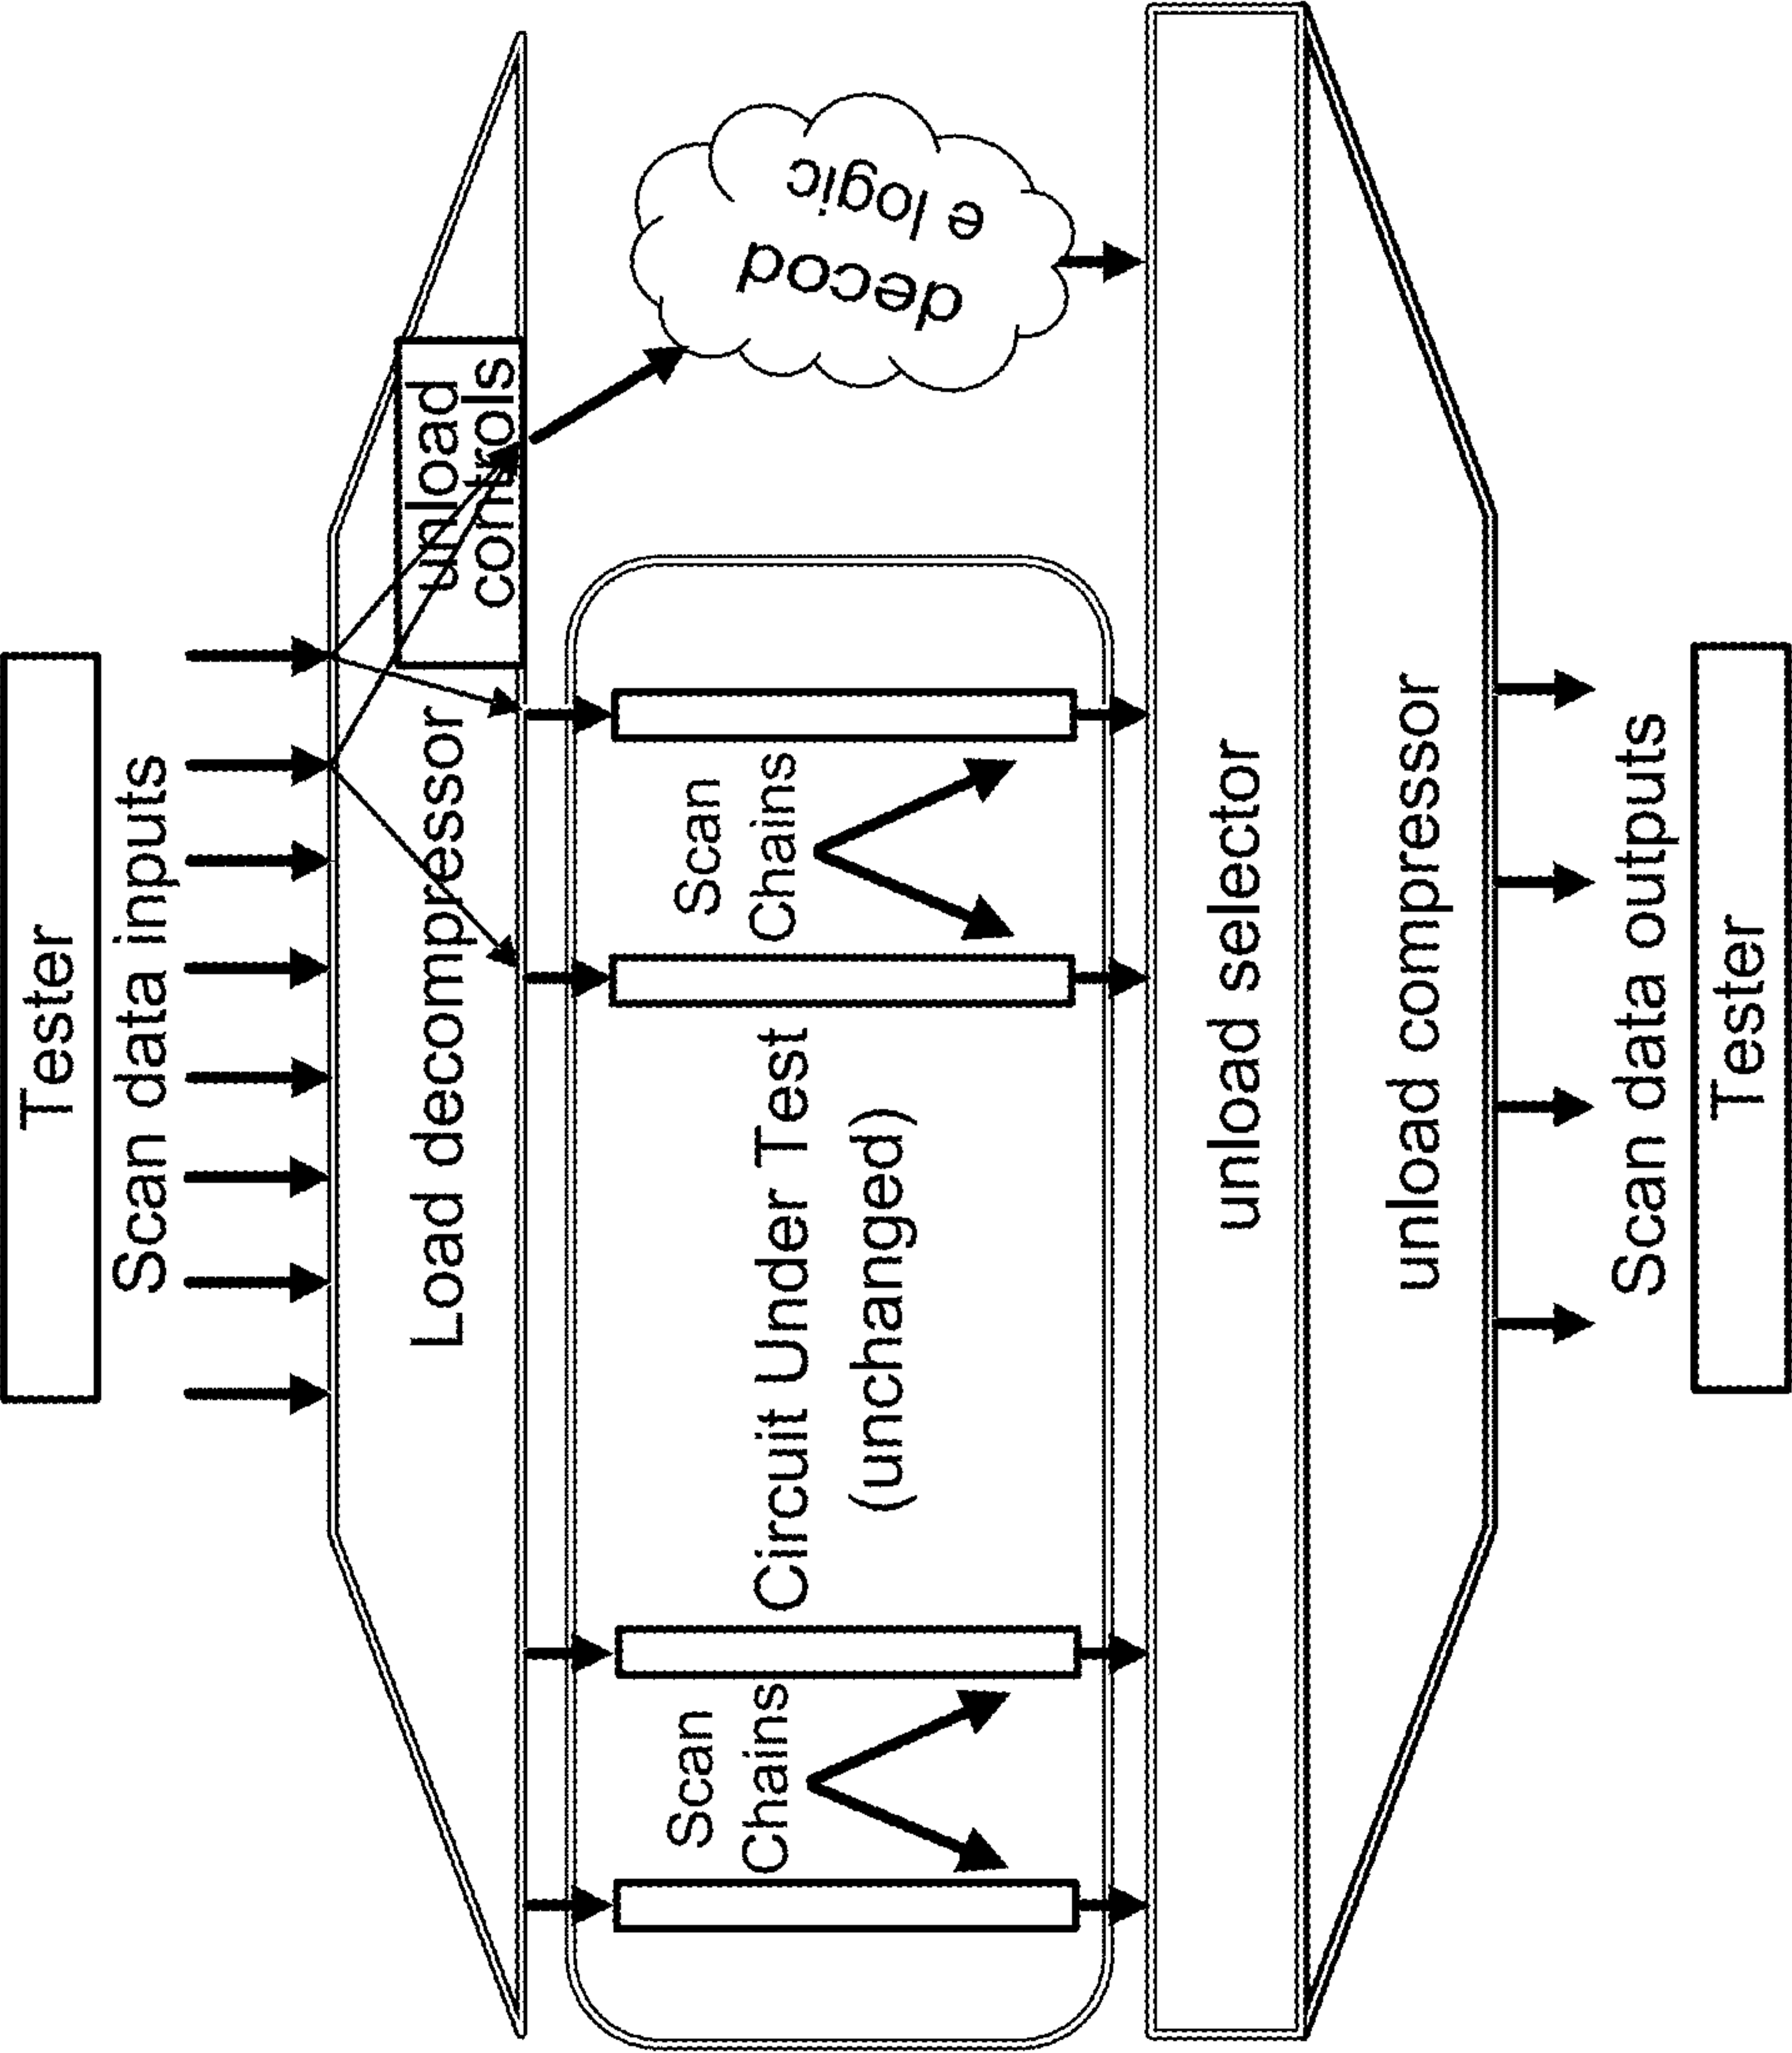 Tester
Scan data inputs
Load decompressor
unload
controls
decod
e logic
Scan
Chains
Circuit Under Test
(unchanged)
Scan
Chains
unload selector
unload compressor
Scan data outputs
Tester